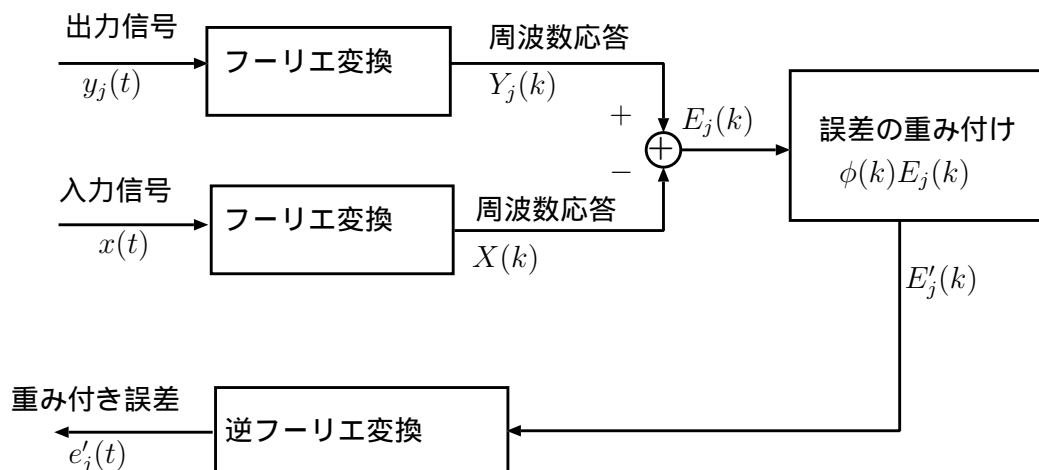 出力信号
フーリエ変換
周波数応答
y_j(t)
Y_j(k)
+
E_j(k)
誤差の重み付け
+
ϕ(k)E_j(k)
−
入力信号
フーリエ変換
周波数応答
x(t)
X(k)
E'_j(k)
重み付き誤差
逆フーリエ変換
e'_j(t)